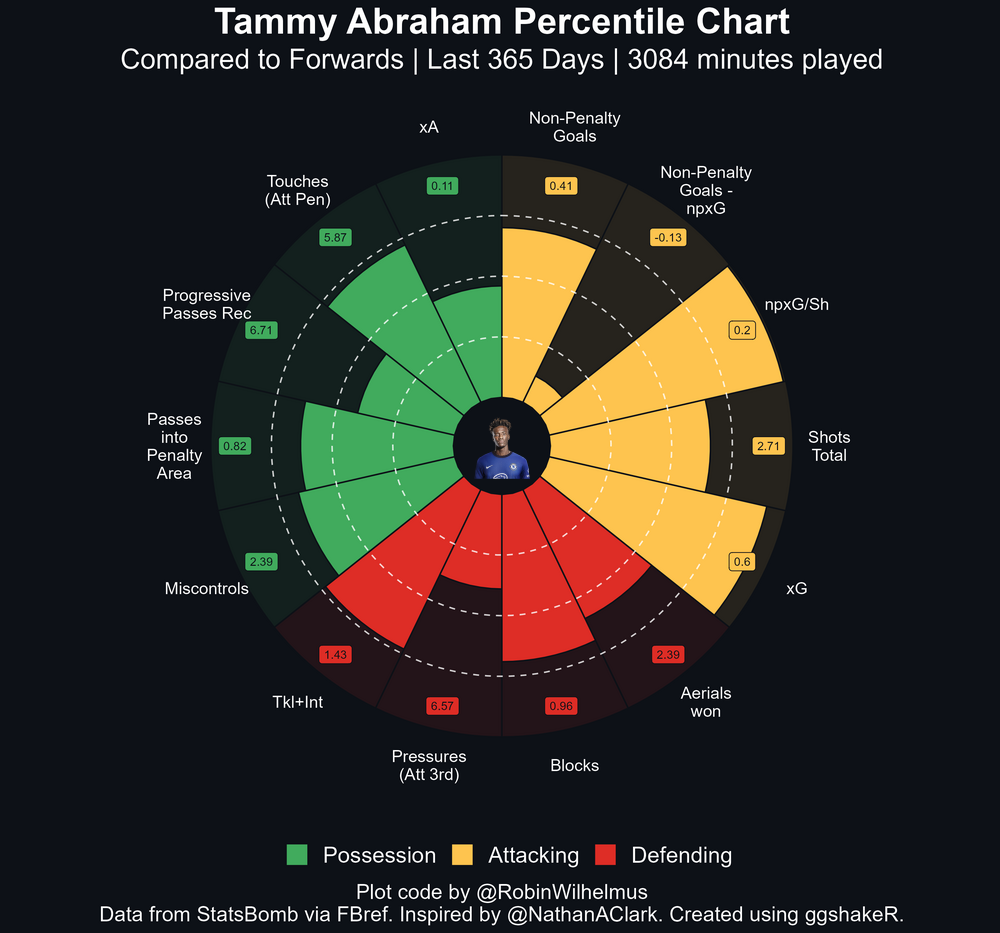 Tammy Abraham Percentile Chart
Compared to Forwards | Last 365 Days | 3084 minutes played
Non-Penalty
Goals
0.41
Non-Penalty
Goals -
npxG
-0.13
npxG/Sh
0.2
Shots
Total
2.71
xG
0.6
Aerials
won
2.39
Blocks
0.96
Pressures
(Att 3rd)
6.57
Tkl+Int
1.43
Miscontrols
2.39
Passes
into
Penalty
Area
0.82
Progressive
Passes Rec
6.71
Touches
(Att Pen)
5.87
xA
0.11
Possession Attacking Defending
Plot code by @RobinWilhelmus
Data from StatsBomb via FBref. Inspired by @NathanAClark. Created using ggshakeR.